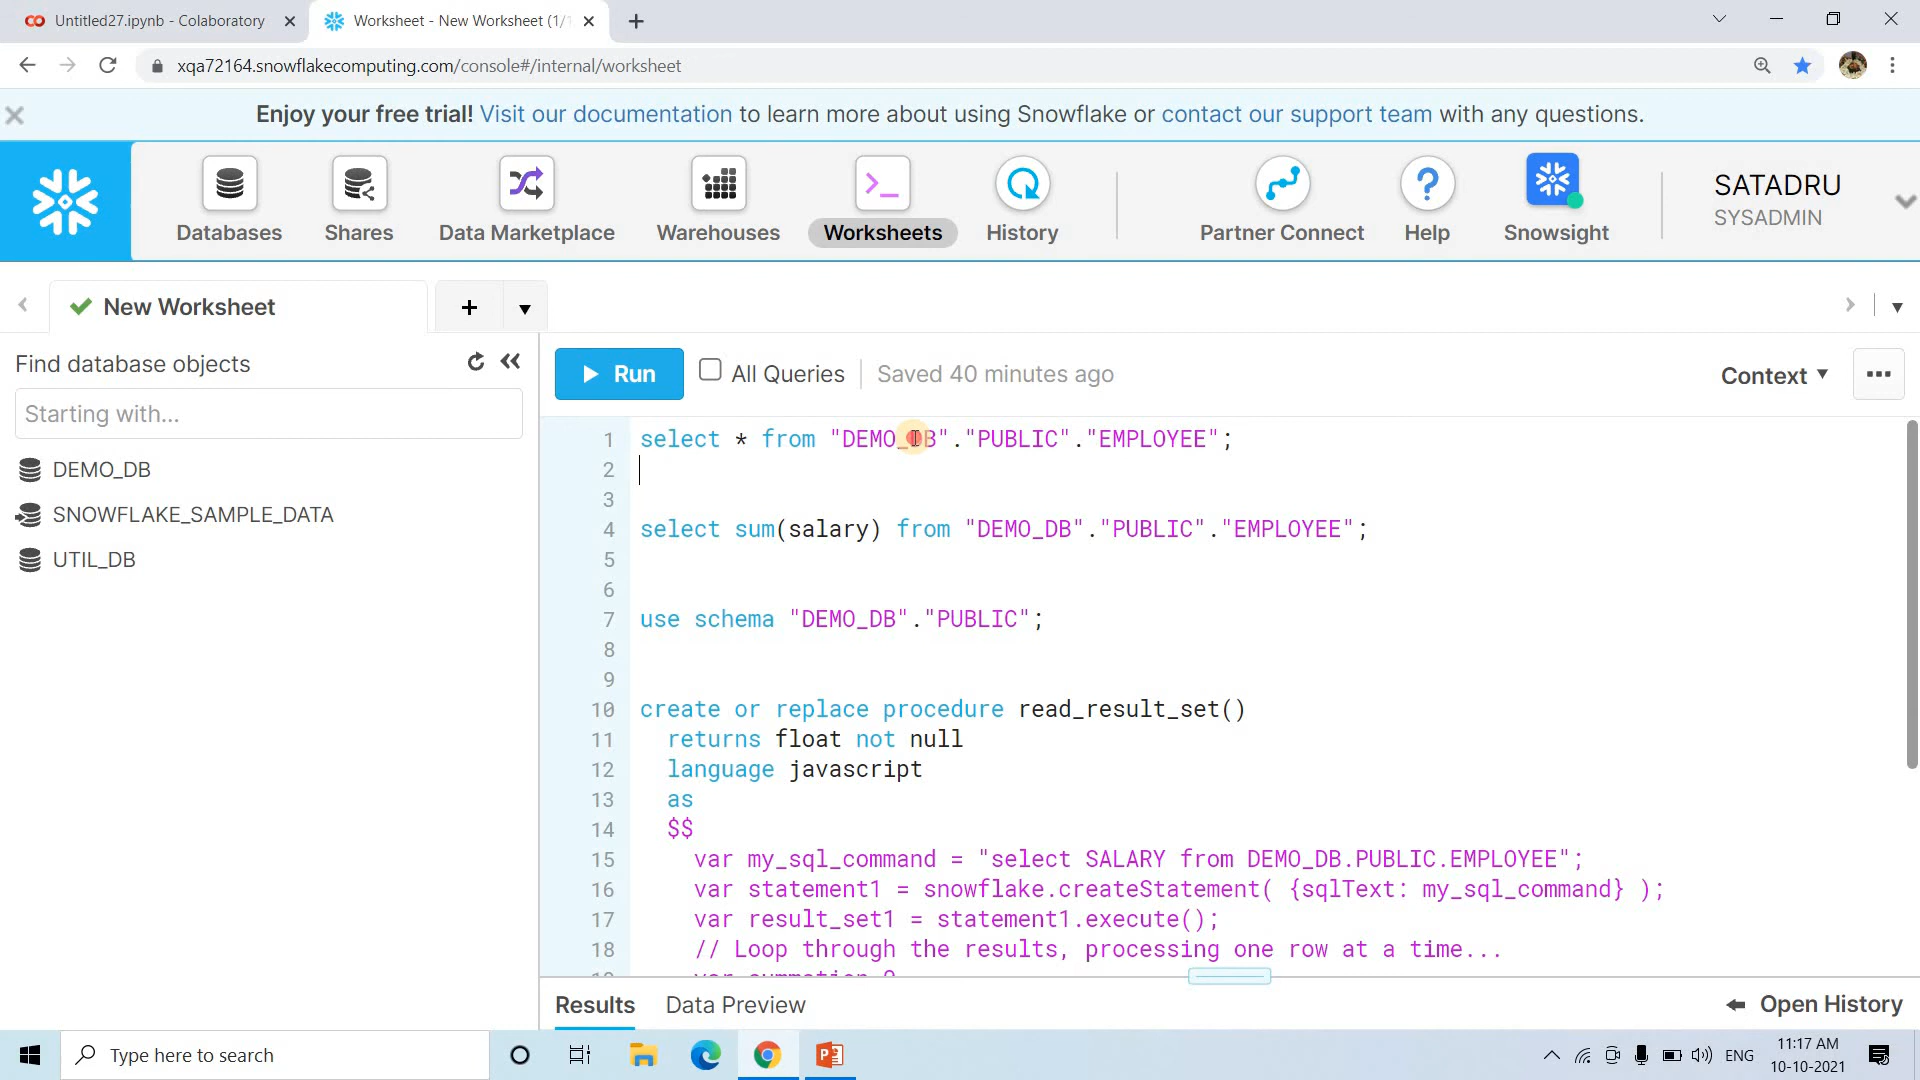 Untitled27.ipynb - Colaboratory
Worksheet - New Worksheet (1/1
xqa72164.snowflakecomputing.com/console#/internal/worksheet
Enjoy your free trial! Visit our documentation to learn more about using Snowflake or contact our support team with any questions.
Databases
Shares
Data Marketplace
Warehouses
Worksheets
History
Partner Connect
Help
Snowsight
SATADRU
SYSADMIN
New Worksheet
Find database objects
Starting with...
DEMO_DB
SNOWFLAKE_SAMPLE_DATA
UTIL_DB
Run
All Queries
Saved 40 minutes ago
Context
1 select * from "DEMO_DB"."PUBLIC"."EMPLOYEE";
2
3
4 select sum(salary) from "DEMO_DB"."PUBLIC"."EMPLOYEE";
5
6
7 use schema "DEMO_DB"."PUBLIC";
8
9
10 create or replace procedure read_result_set()
11 returns float not null
12 language javascript
13 as
14 $$
15 var my_sql_command = "select SALARY from DEMO_DB.PUBLIC.EMPLOYEE";
16 var statement1 = snowflake.createStatement( {sqlText: my_sql_command} );
17 var result_set1 = statement1.execute();
18 // Loop through the results, processing one row at a time...
Results
Data Preview
Open History
Type here to search
ENG
11:17 AM
10-10-2021